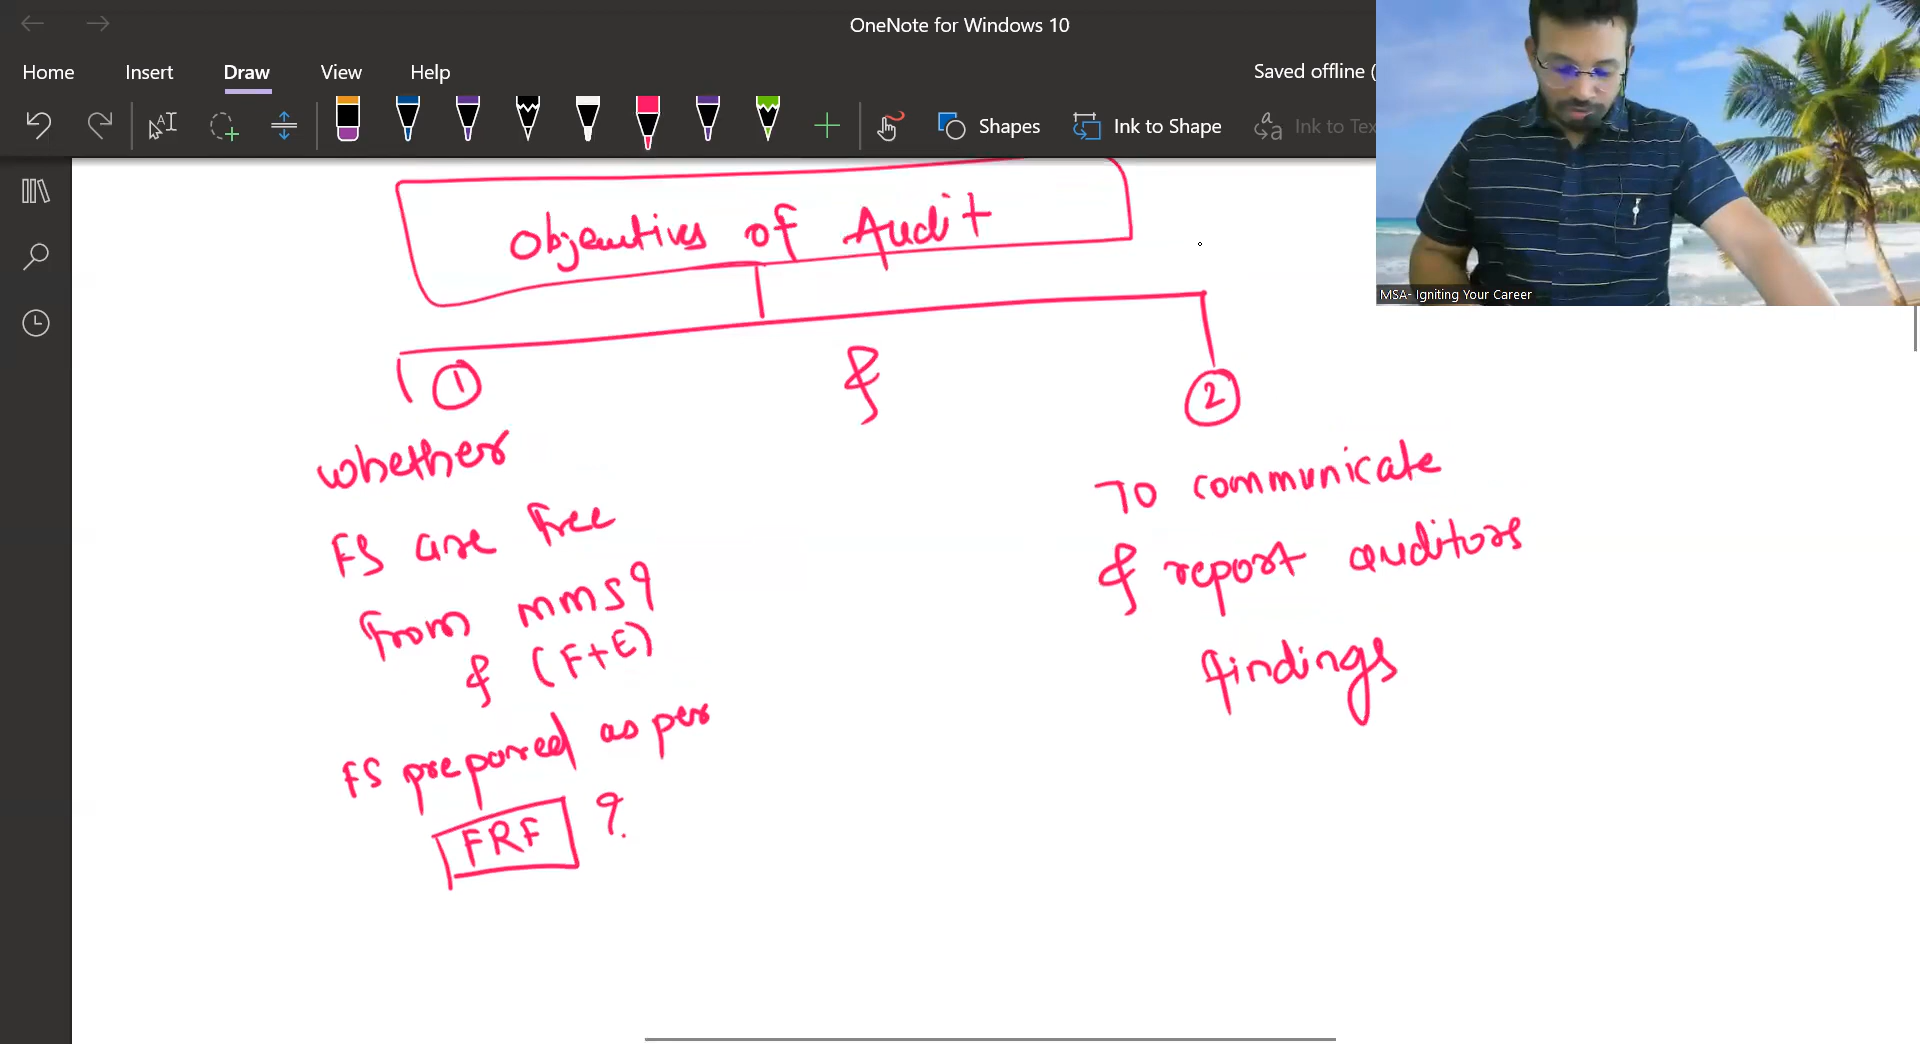 OneNote for Windows 10
Home Insert Draw View Help
Saved offline (
Shapes Ink to Shape Ink to Tex
MSA- Igniting Your Career
Objectives of Audit
1 & 2
whether
FS are free
from mms?
& (F+E)
FS prepared as per
FRF ?
To communicate
& report auditors
findings